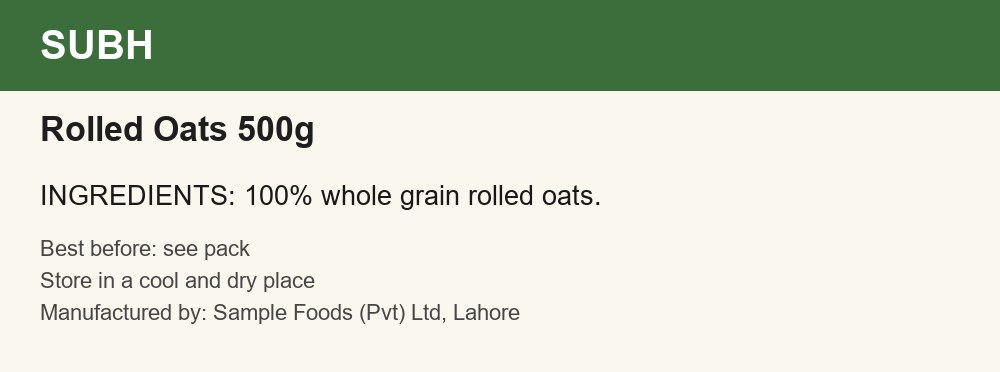 SUBH
Rolled Oats 500g
INGREDIENTS: 100% whole grain rolled oats.
Best before: see pack
Store in a cool and dry place
Manufactured by: Sample Foods (Pvt) Ltd, Lahore